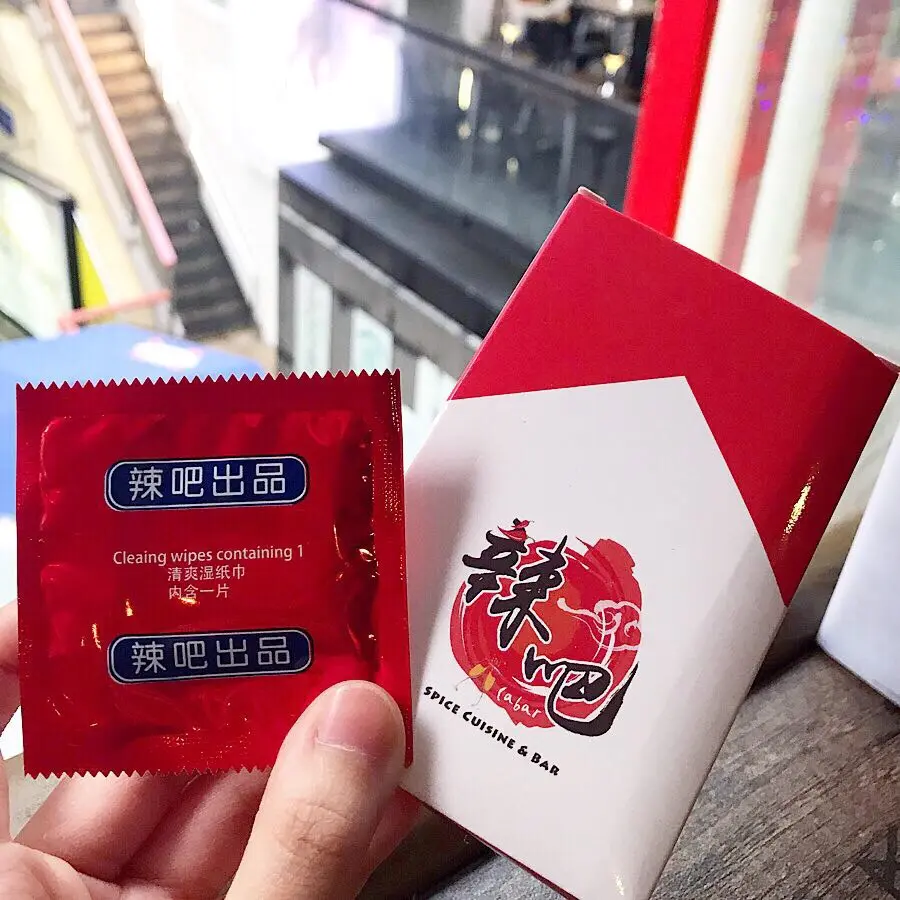 辣吧出品
Cleaing wipes containing 1
清爽湿纸巾
内含一片
辣吧出品
辣吧
Labar
SPICE CUISINE & BAR